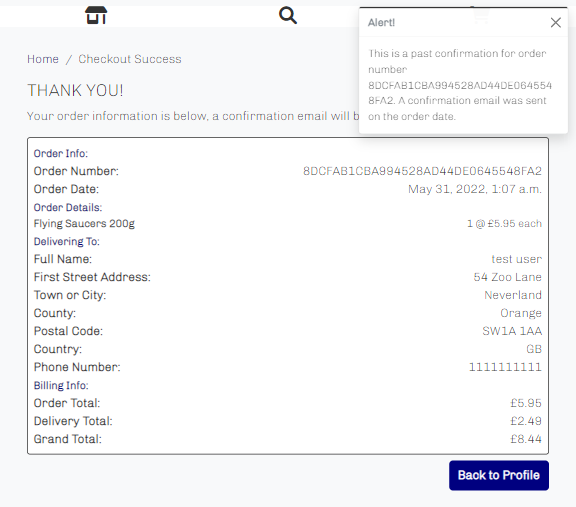 Alert!
This is a past confirmation for order
number
8DCFAB1CBA994528AD44DE064554
8FA2. A confirmation email was sent
on the order date.
Home / Checkout Success
THANK YOU!
Your order information is below, a confirmation email will b
Order Info:
Order Number: 8DCFAB1CBA994528AD44DE0645548FA2
Order Date: May 31, 2022, 1:07 a.m.
Order Details:
Flying Saucers 200g 1 @ £5.95 each
Delivering To:
Full Name: test user
First Street Address: 54 Zoo Lane
Town or City: Neverland
County: Orange
Postal Code: SW1A 1AA
Country: GB
Phone Number: 1111111111
Billing Info:
Order Total: £5.95
Delivery Total: £2.49
Grand Total: £8.44
Back to Profile